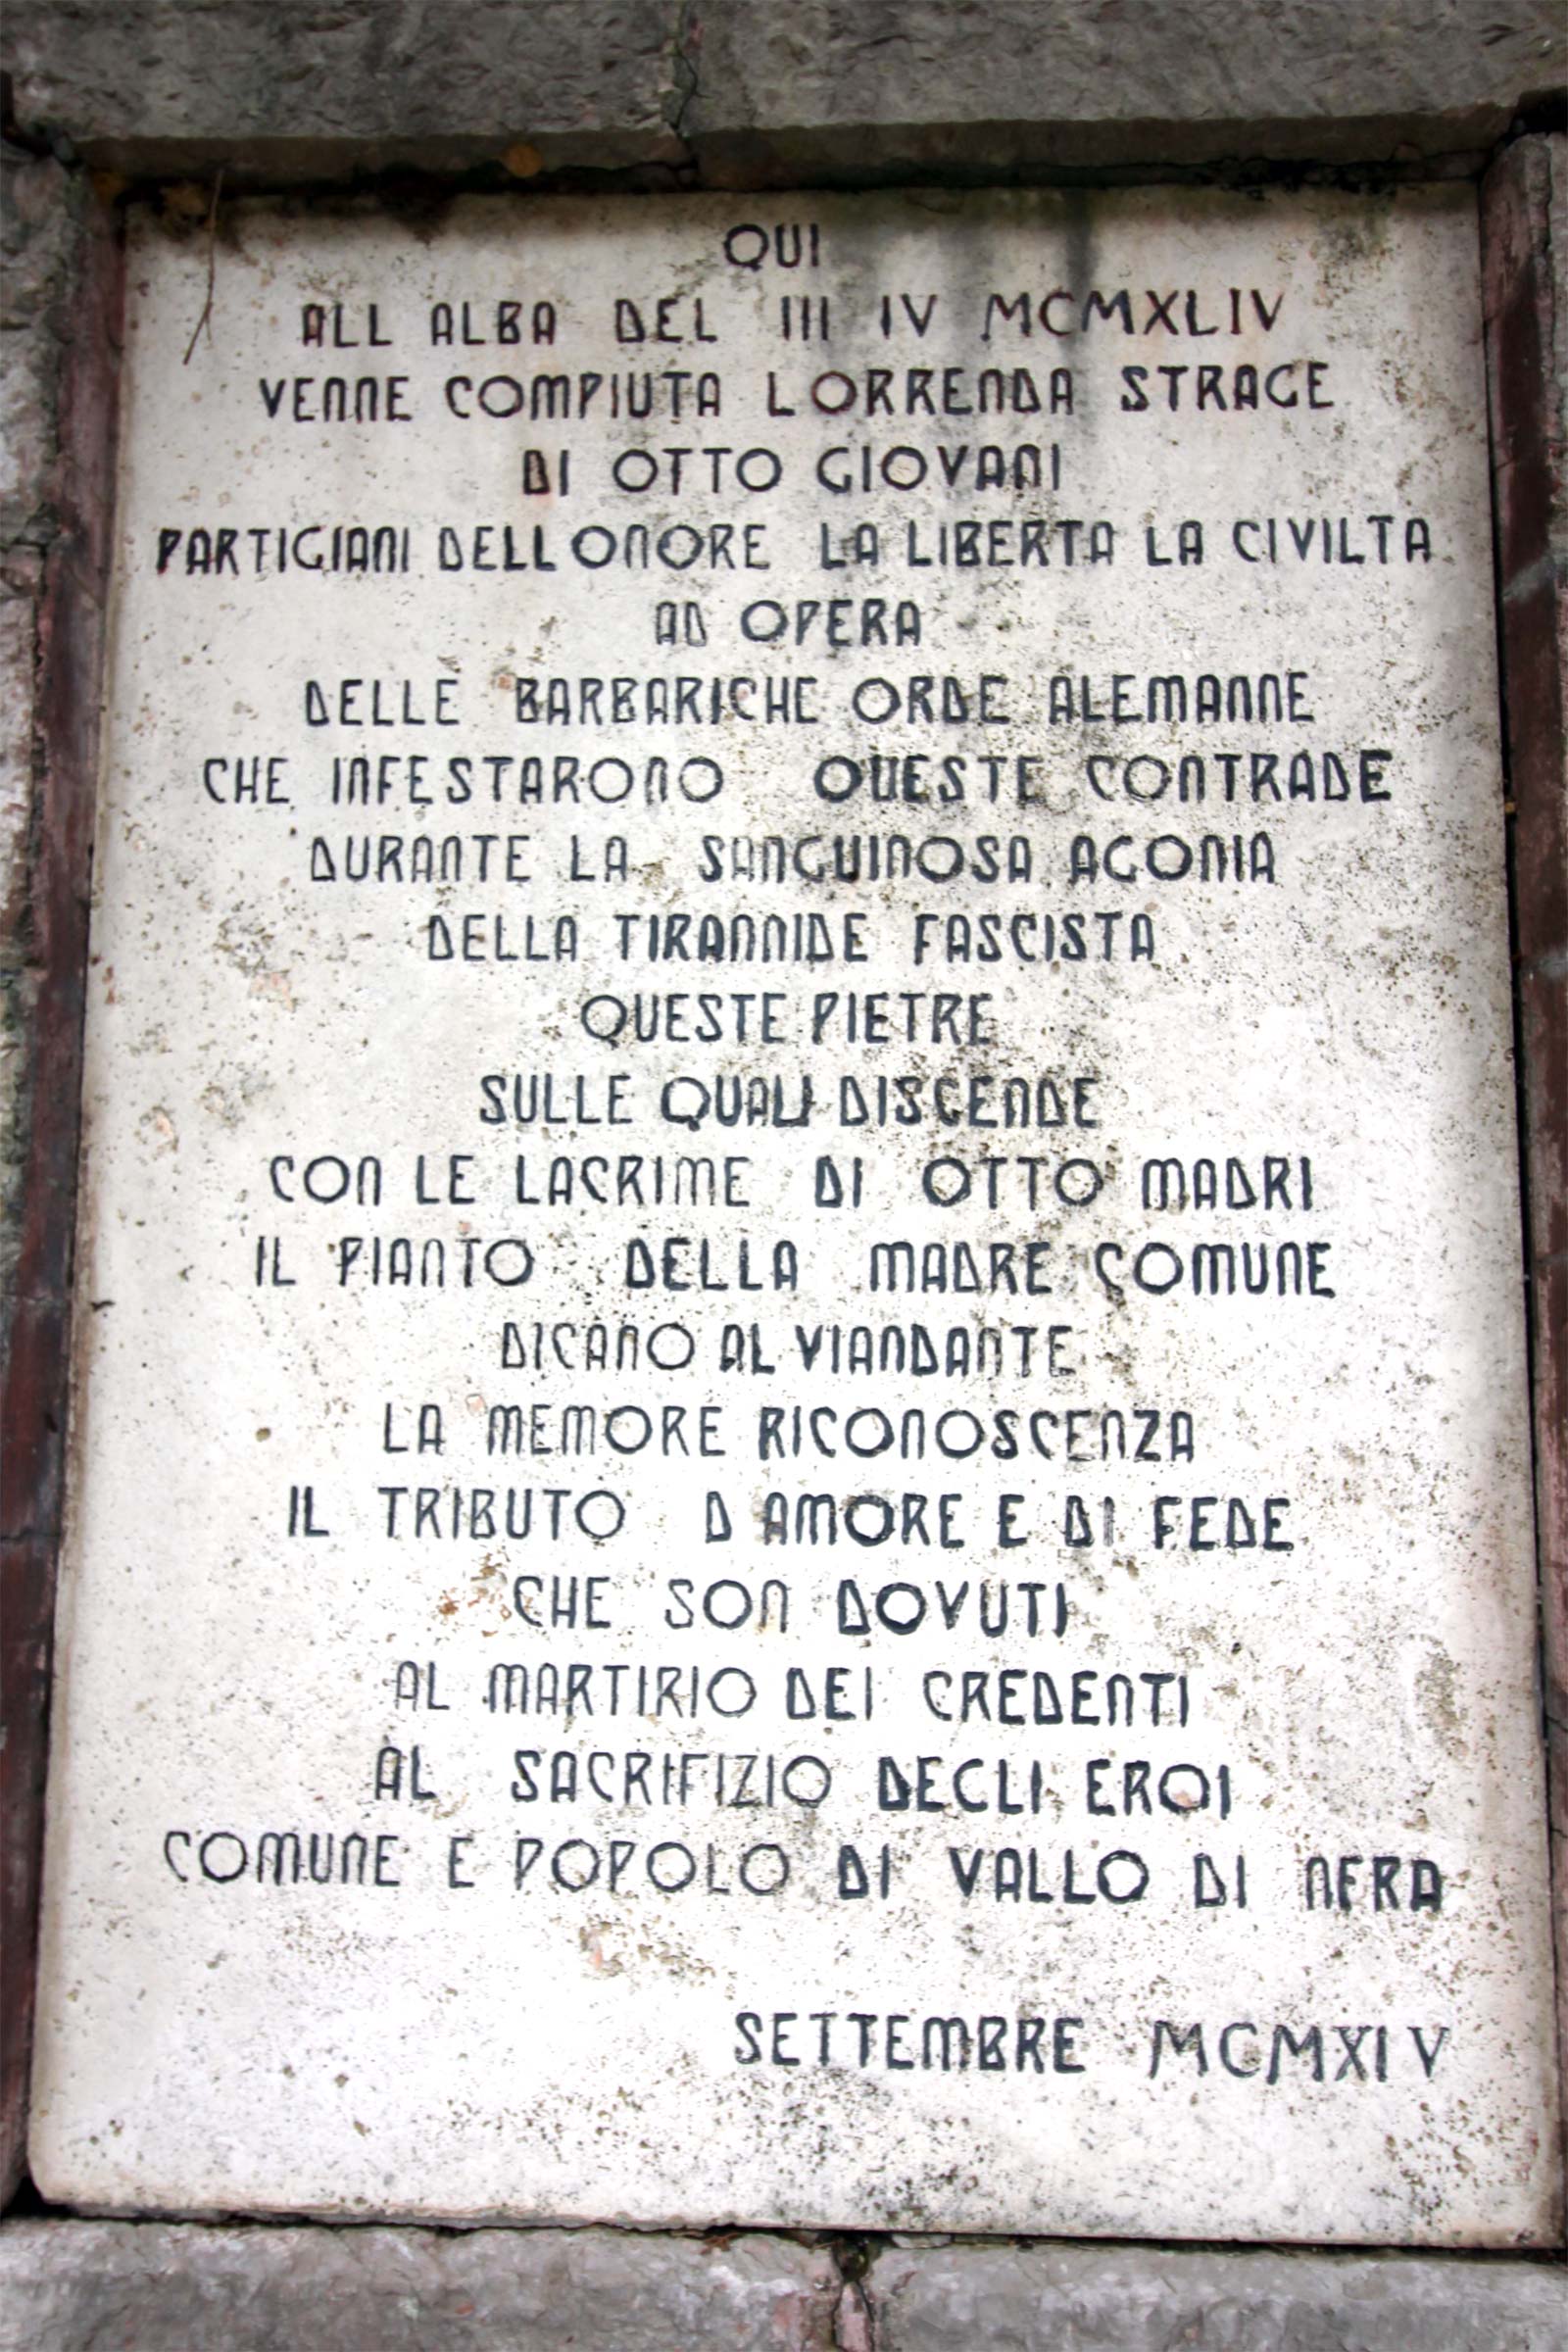 QUI
ALL ALBA DEL III IV MCMXLIV
VENNE COMPIUTA L ORRENDA STRAGE
DI OTTO GIOVANI
PARTIGIANI DELL ONORE LA LIBERTA LA CIVILTA
AD OPERA
DELLE BARBARICHE ORDE ALEMANNE
CHE INFESTARONO QUESTE CONTRADE
DURANTE LA SANGUINOSA AGONIA
DELLA TIRANNIDE FASCISTA
QUESTE PIETRE
SULLE QUALI DISCENDE
CON LE LACRIME DI OTTO MADRI
IL PIANTO DELLA MADRE COMUNE
DICANO AL VIANDANTE
LA MEMORE RICONOSCENZA
IL TRIBUTO D AMORE E DI FEDE
CHE SON DOVUTI
AL MARTIRIO DEI CREDENTI
AL SACRIFIZIO DEGLI EROI
COMUNE E POPOLO DI VALLO DI NERA
SETTEMBRE MCMXIV